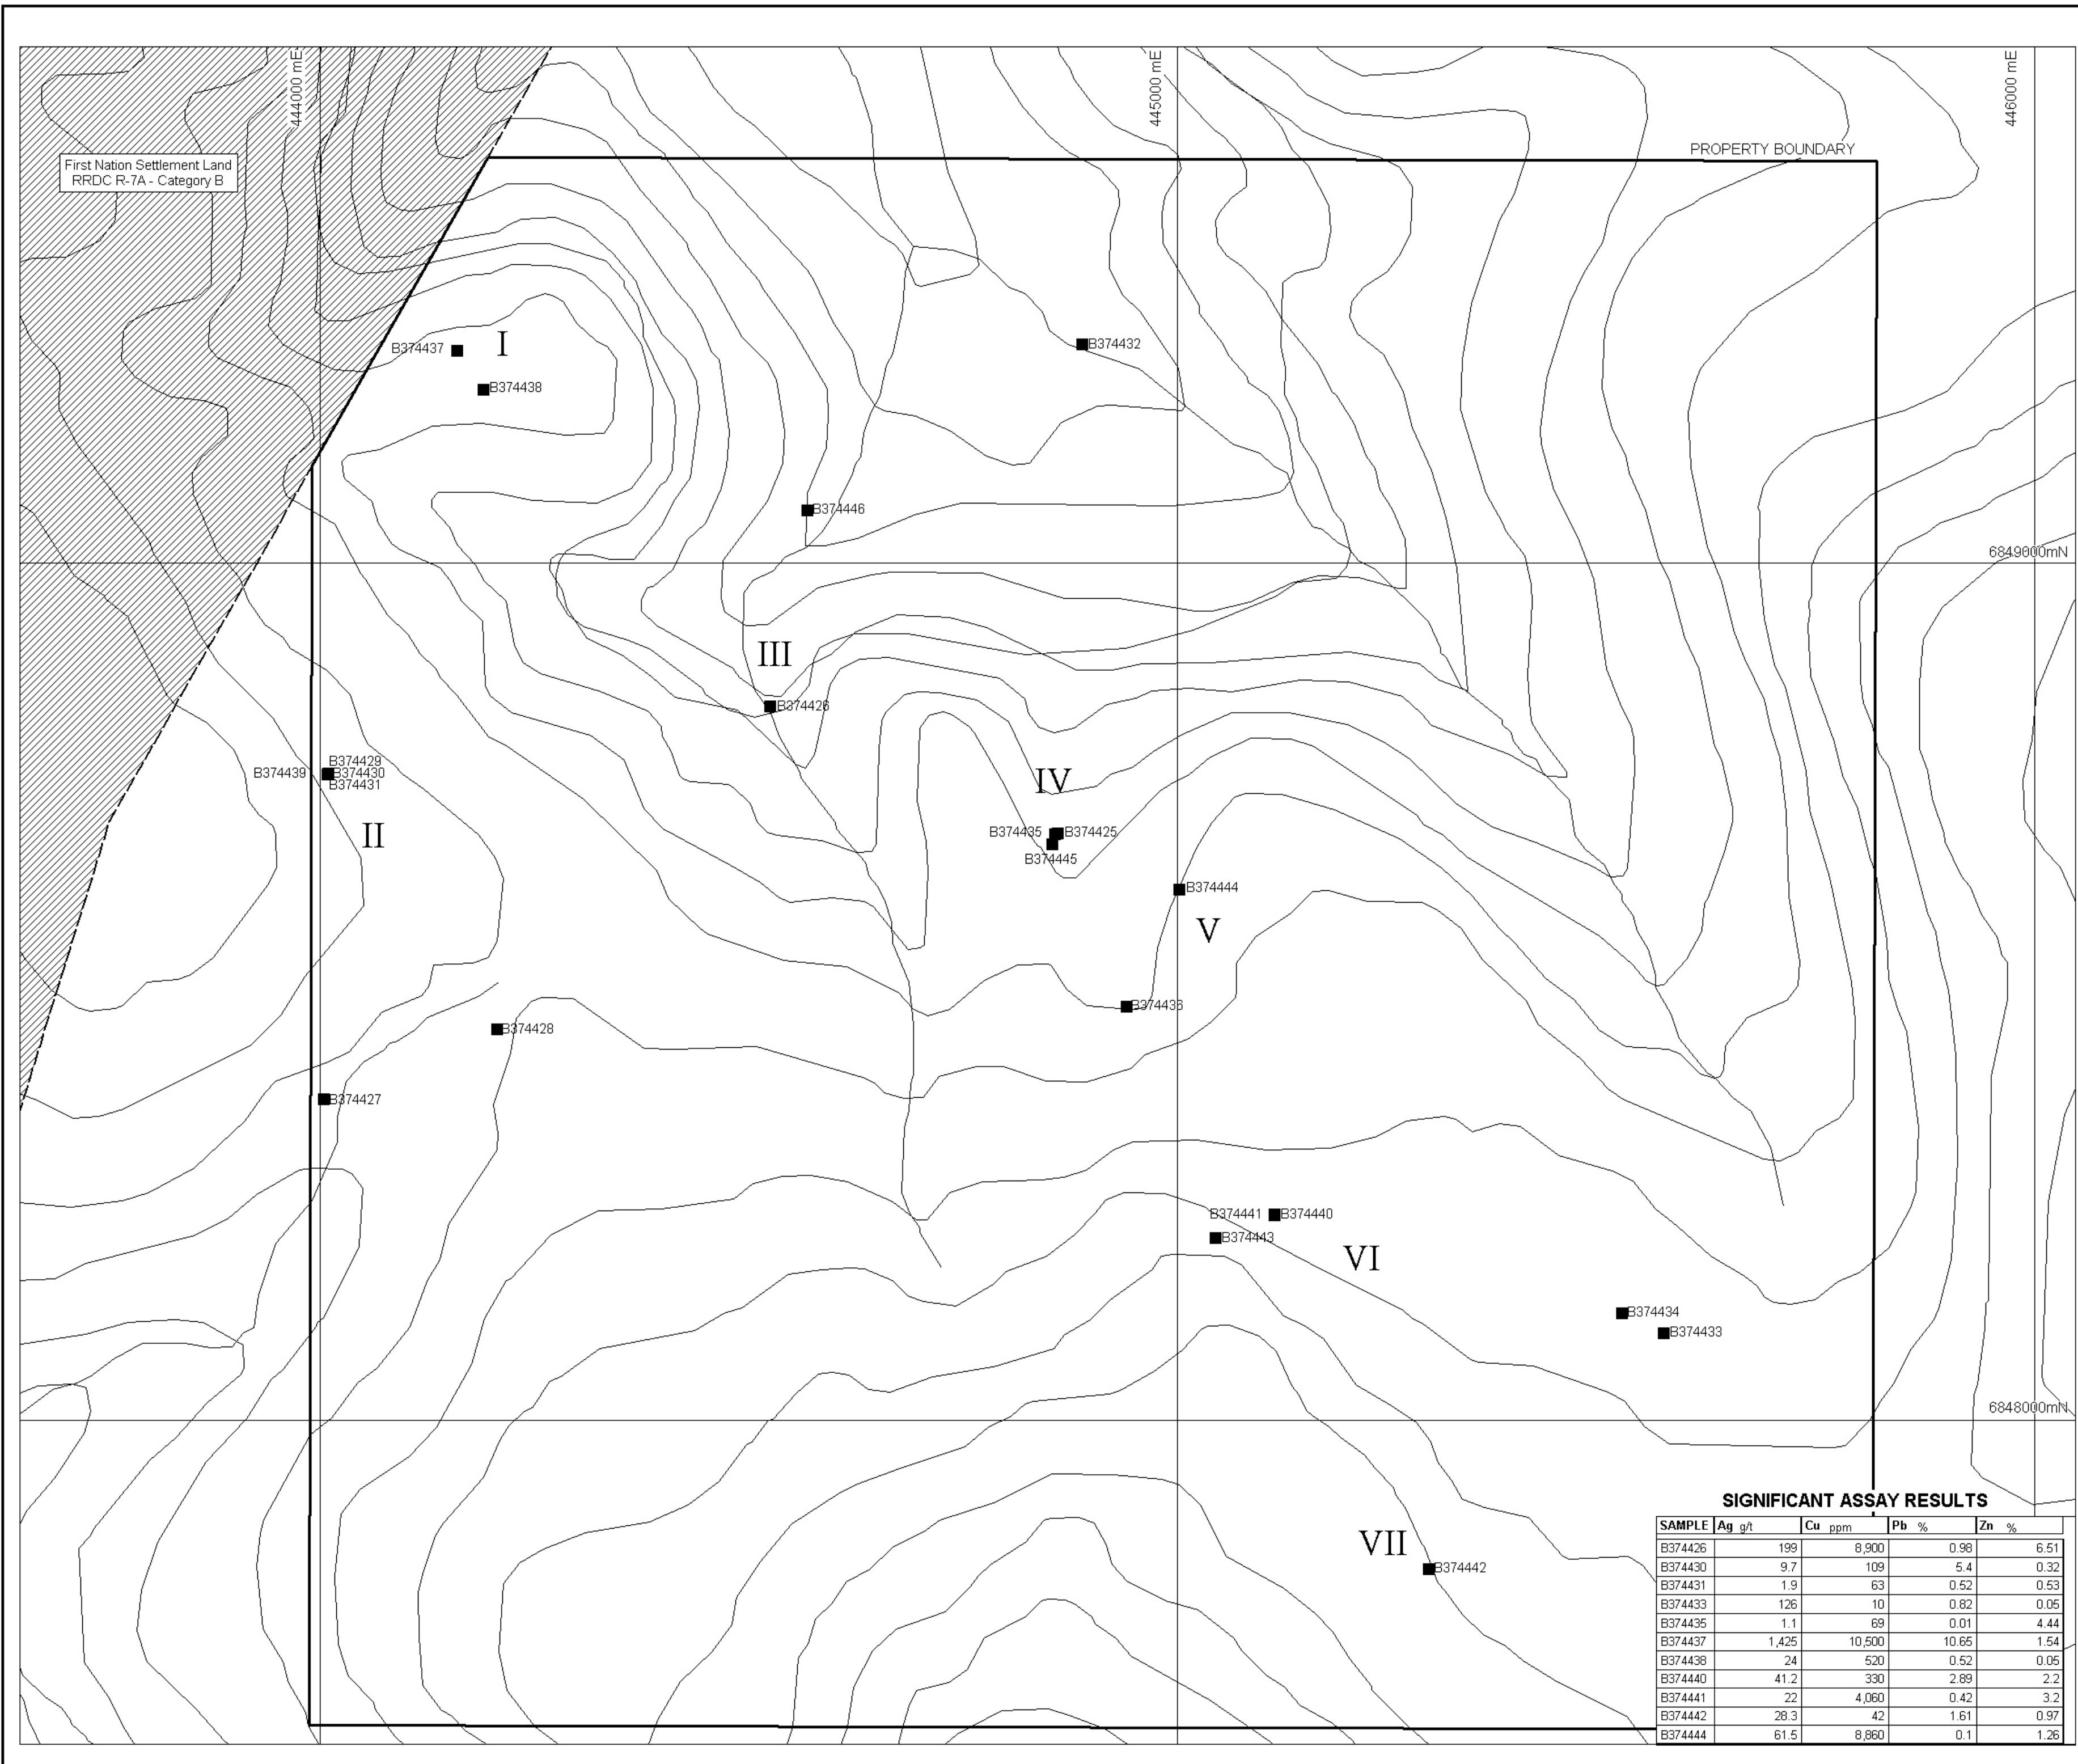 444000 mE
445000 mE
446000 mE
PROPERTY BOUNDARY
First Nation Settlement Land
RRDC R-7A - Category B
B374437
I
B374432
B374438
B374446
6849000mN
III
B374426
B374429
B374439 B374430
B374431
IV
II
B374435 B374425
B374445
B374444
V
B374436
B374428
B374427
B374441 B374440
B374443
VI
B374434
B374433
6848000mN
VII
B374442
SIGNIFICANT ASSAY RESULTS
SAMPLE Ag g/t Cu ppm Pb % Zn %
B374426 199 8,900 0.98 6.51
B374430 9.7 109 5.4 0.32
B374431 1.9 63 0.52 0.53
B374433 126 10 0.82 0.05
B374435 1.1 69 0.01 4.44
B374437 1,425 10,500 10.65 1.54
B374438 24 520 0.52 0.05
B374440 41.2 330 2.89 2.2
B374441 22 4,060 0.42 3.2
B374442 28.3 42 1.61 0.97
B374444 61.5 8,860 0.1 1.26